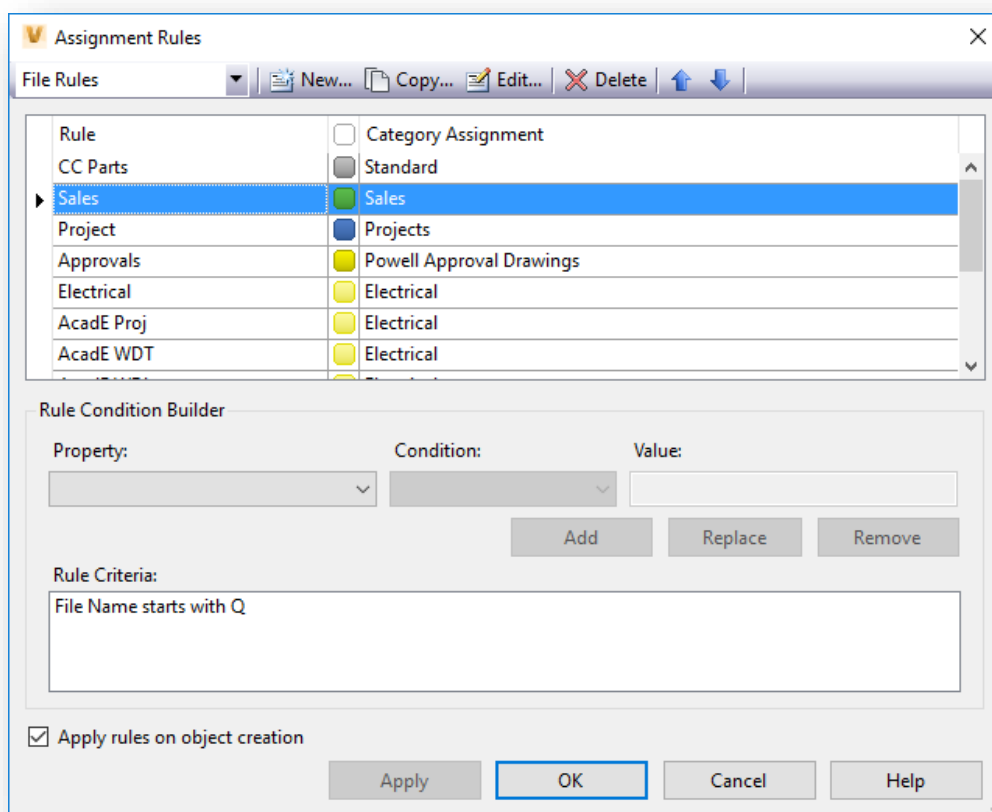 Assignment Rules
File Rules New... Copy... Edit... Delete
Rule Category Assignment
CC Parts Standard
Sales Sales
Project Projects
Approvals Powell Approval Drawings
Electrical Electrical
AcadE Proj Electrical
AcadE WDT Electrical
Rule Condition Builder
Property: Condition: Value:
Add Replace Remove
Rule Criteria:
File Name starts with Q
Apply rules on object creation
Apply OK Cancel Help